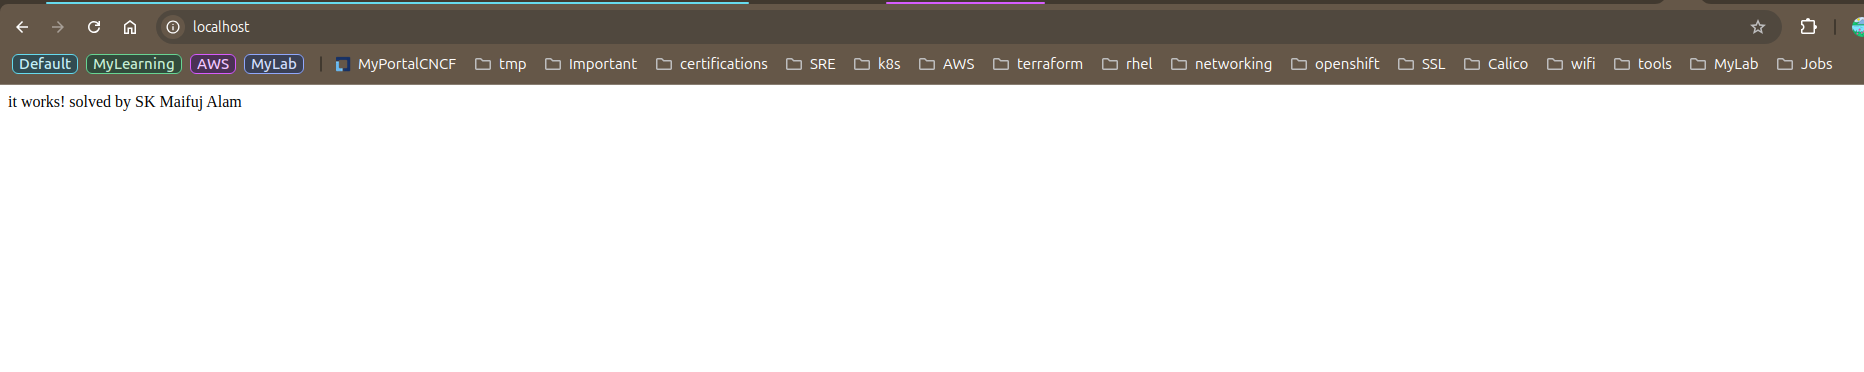 localhost
Default MyLearning AWS MyLab MyPortalCNCF tmp Important certifications SRE k8s AWS terraform rhel networking openshift SSL Calico wifi tools MyLab Jobs
it works! solved by SK Maifuj Alam